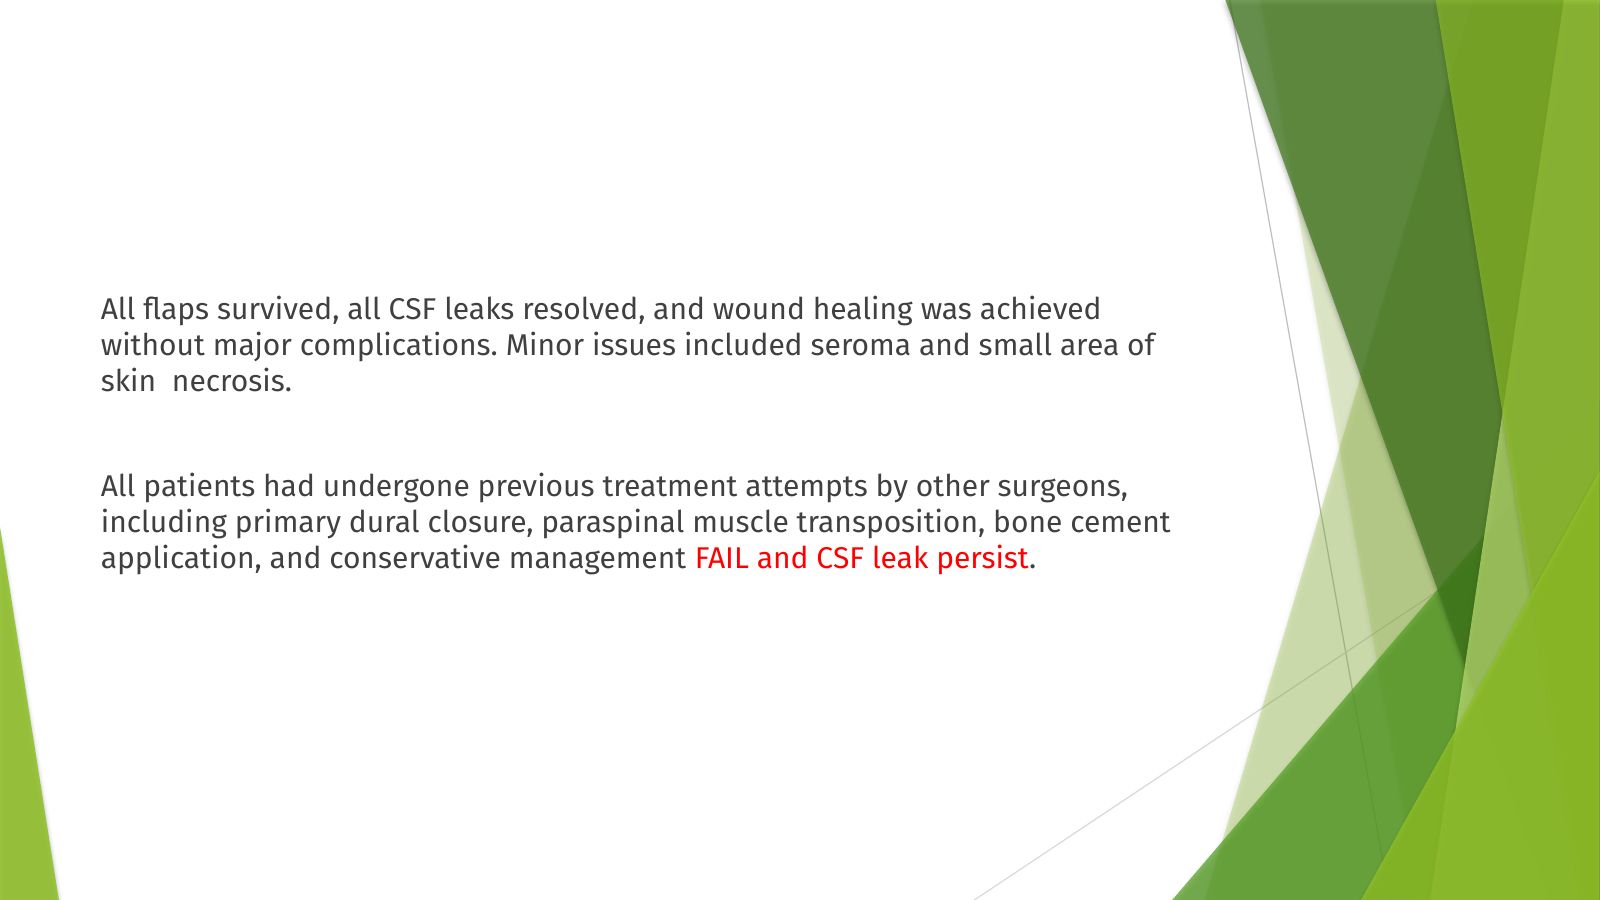 All flaps survived, all CSF leaks resolved, and wound healing was achieved
without major complications. Minor issues included seroma and small area of
skin  necrosis.
All patients had undergone previous treatment attempts by other surgeons,
including primary dural closure, paraspinal muscle transposition, bone cement
application, and conservative management FAIL and CSF leak persist.